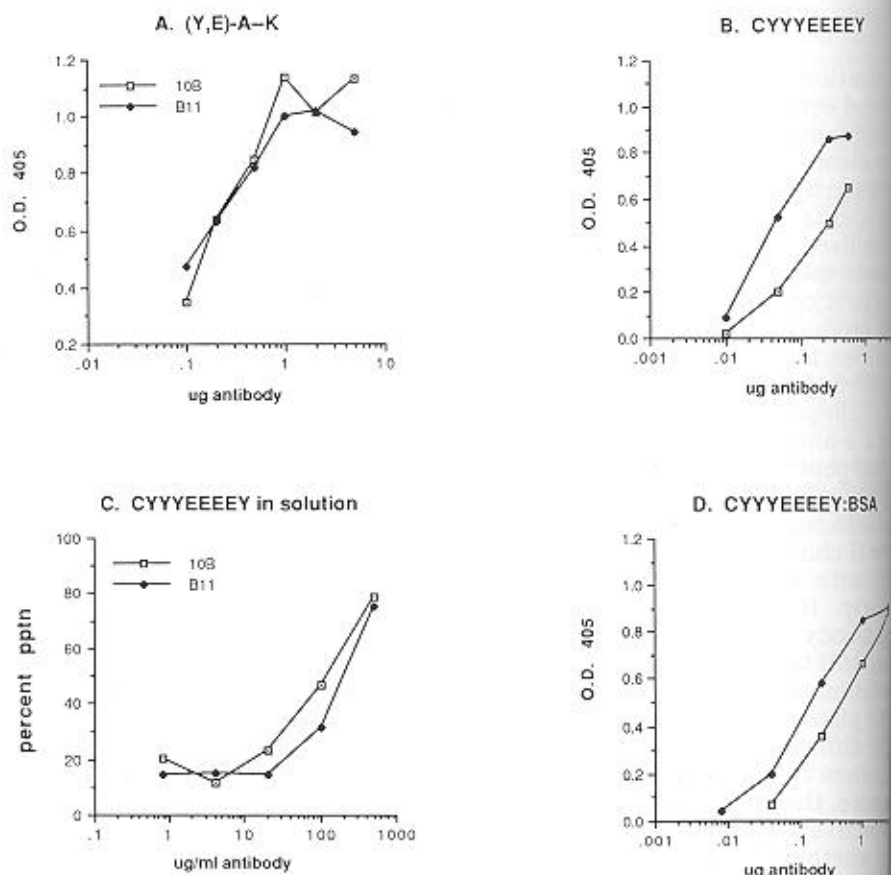 A. (Y,E)-A--K
1.2
1.0
0.8
0.6
0.4
0.2
O.D. 405
10B
B11
.01
.1
1
10
ug antibody
B. CYYYEEEEY
1.2
1.0
0.8
0.6
0.4
0.2
0.0
O.D. 405
.001
.01
.1
1
ug antibody
C. CYYYEEEEY in solution
100
80
60
40
20
0
percent pptn
10B
B11
.1
1
10
100
1000
ug/ml antibody
D. CYYYEEEEY:BSA
1.2
1.0
0.8
0.6
0.4
0.2
0.0
O.D. 405
.001
.01
.1
1
ug antibody